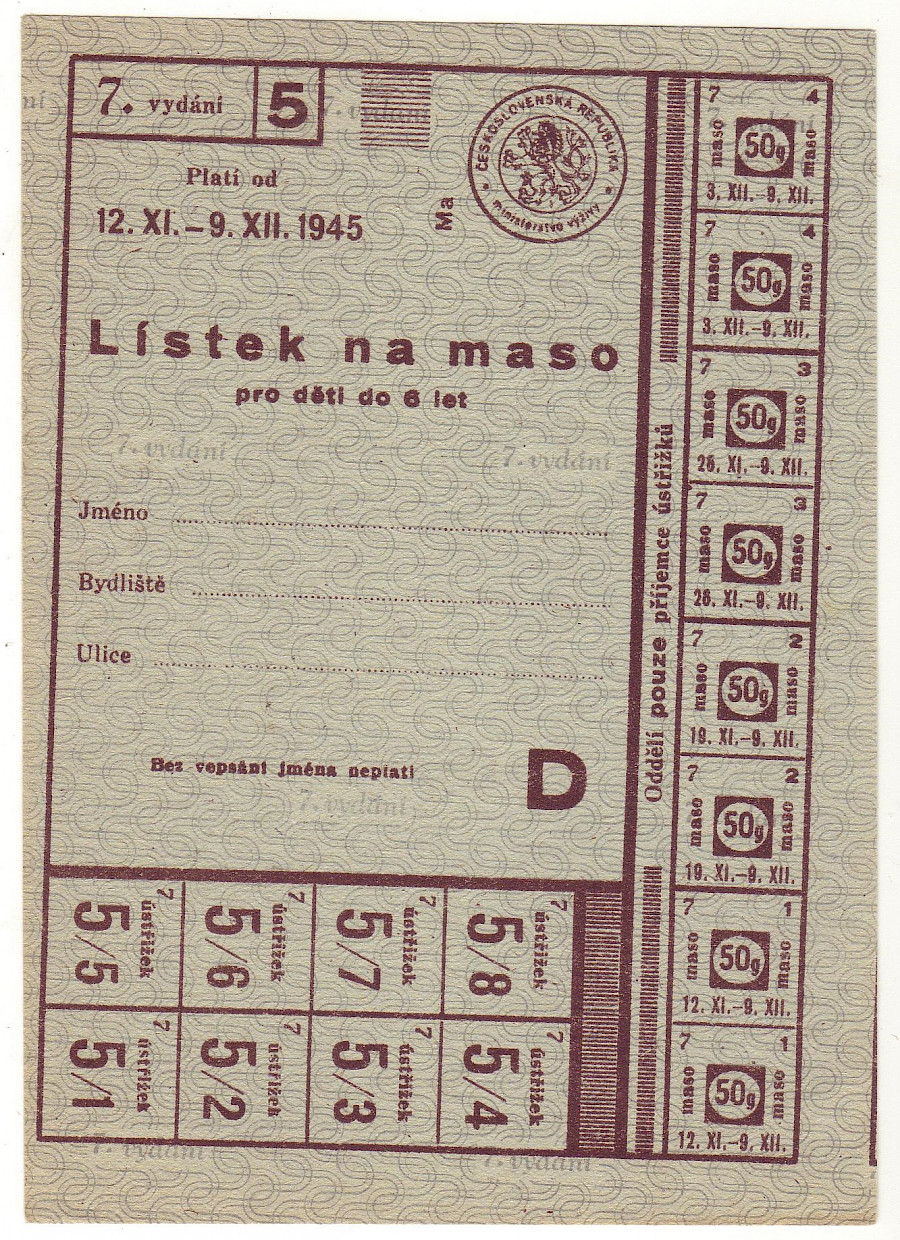 7. vydání 5
Platí od
12. XI.–9. XII. 1945
Ma
ČESKOSLOVENSKÁ REPUBLIKA
ministerstvo výživy
Lístek na maso
pro děti do 6 let
7. vydání
7. vydání
Jméno
Bydliště
Ulice
Bez vepsání jména neplatí
D
7. vydání
7 ústřižek 5/5
7 ústřižek 5/6
7 ústřižek 5/7
7 ústřižek 5/8
7 ústřižek 5/1
7 ústřižek 5/2
7 ústřižek 5/3
7 ústřižek 5/4
7. vydání
7. vydání
Oddělí pouze příjemce ústřižků
7 4
maso 50g maso
3. XII.–9. XII.
7 4
maso 50g maso
3. XII.–9. XII.
7 3
maso 50g maso
26. XI.–9. XII.
7 3
maso 50g maso
26. XI.–9. XII.
7 2
maso 50g maso
19. XI.–9. XII.
7 2
maso 50g maso
19. XI.–9. XII.
7 1
maso 50g maso
12. XI.–9. XII.
7 1
maso 50g maso
12. XI.–9. XII.